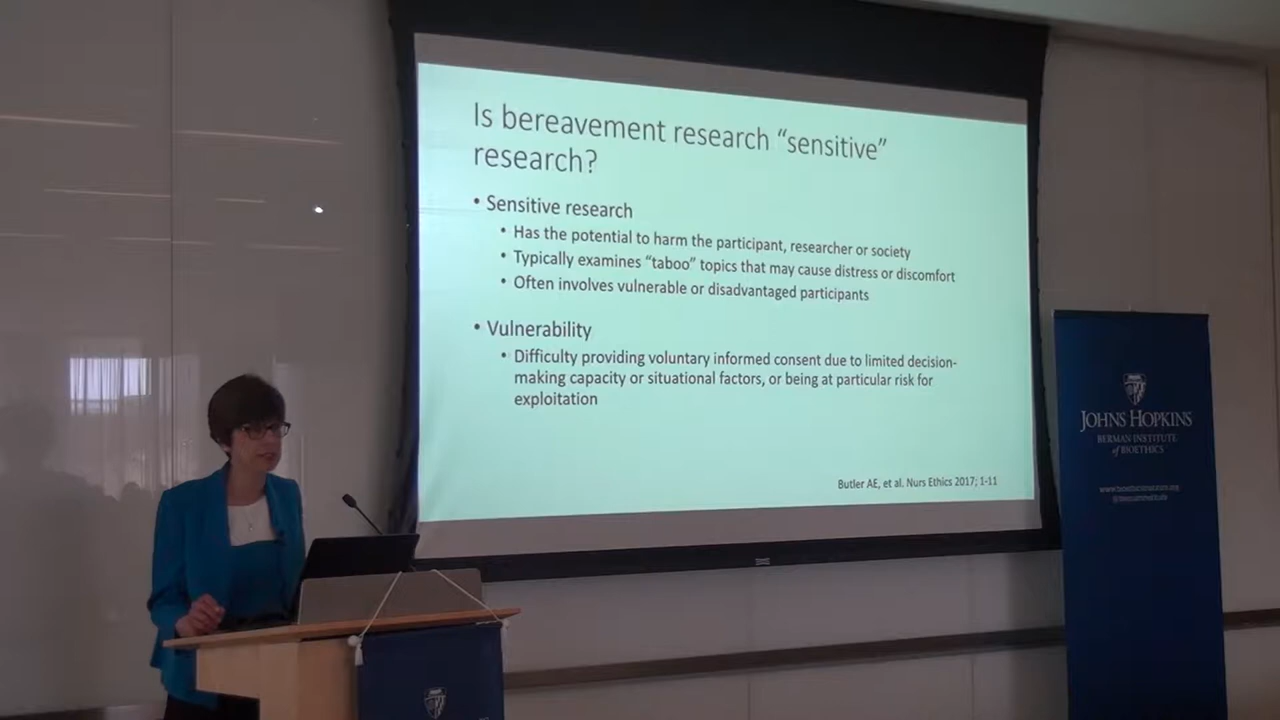 Is bereavement research “sensitive”
research?
• Sensitive research
• Has the potential to harm the participant, researcher or society
• Typically examines “taboo” topics that may cause distress or discomfort
• Often involves vulnerable or disadvantaged participants
• Vulnerability
• Difficulty providing voluntary informed consent due to limited decision-
making capacity or situational factors, or being at particular risk for
exploitation
Butler AE, et al. Nurs Ethics 2017; 1-11
JOHNS HOPKINS
BERMAN INSTITUTE
of BIOETHICS